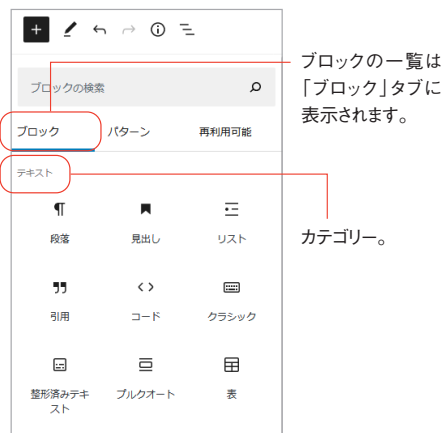 ブロックの検索
ブロック
パターン
再利用可能
テキスト
段落
見出し
リスト
引用
コード
クラシック
整形済みテキ
スト
プルクオート
表
ブロックの一覧は
「ブロック」タブに
表示されます。
カテゴリー。